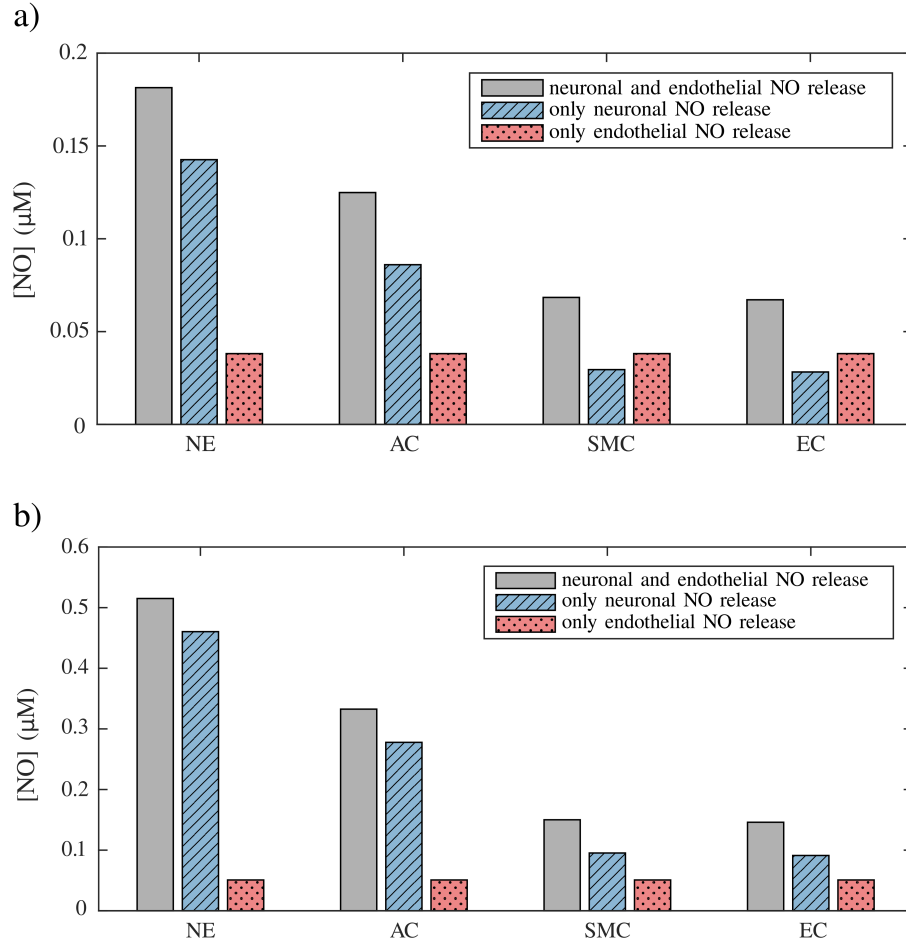 a)
0.2
0.15
0.1
0.05
0
[NO] (μM)
neuronal and endothelial NO release
only neuronal NO release
only endothelial NO release
NE AC SMC EC
b)
0.6
0.5
0.4
0.3
0.2
0.1
0
[NO] (μM)
neuronal and endothelial NO release
only neuronal NO release
only endothelial NO release
NE AC SMC EC